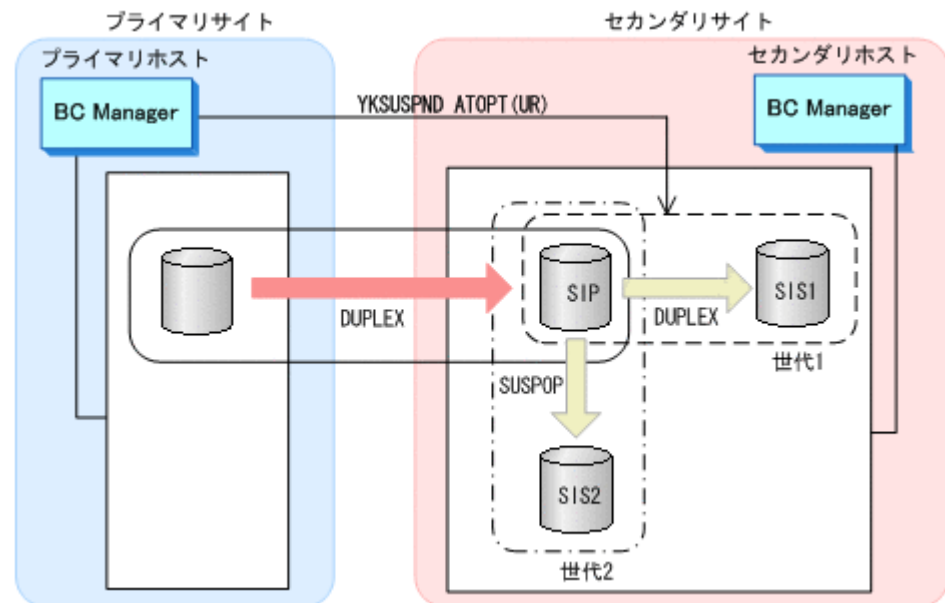 プライマリサイト
セカンダリサイト
プライマリホスト
セカンダリホスト
BC Manager
YKSUSPND ATOPT(UR)
BC Manager
SIP
SIS1
DUPLEX
DUPLEX
世代1
SUSPOP
SIS2
世代2